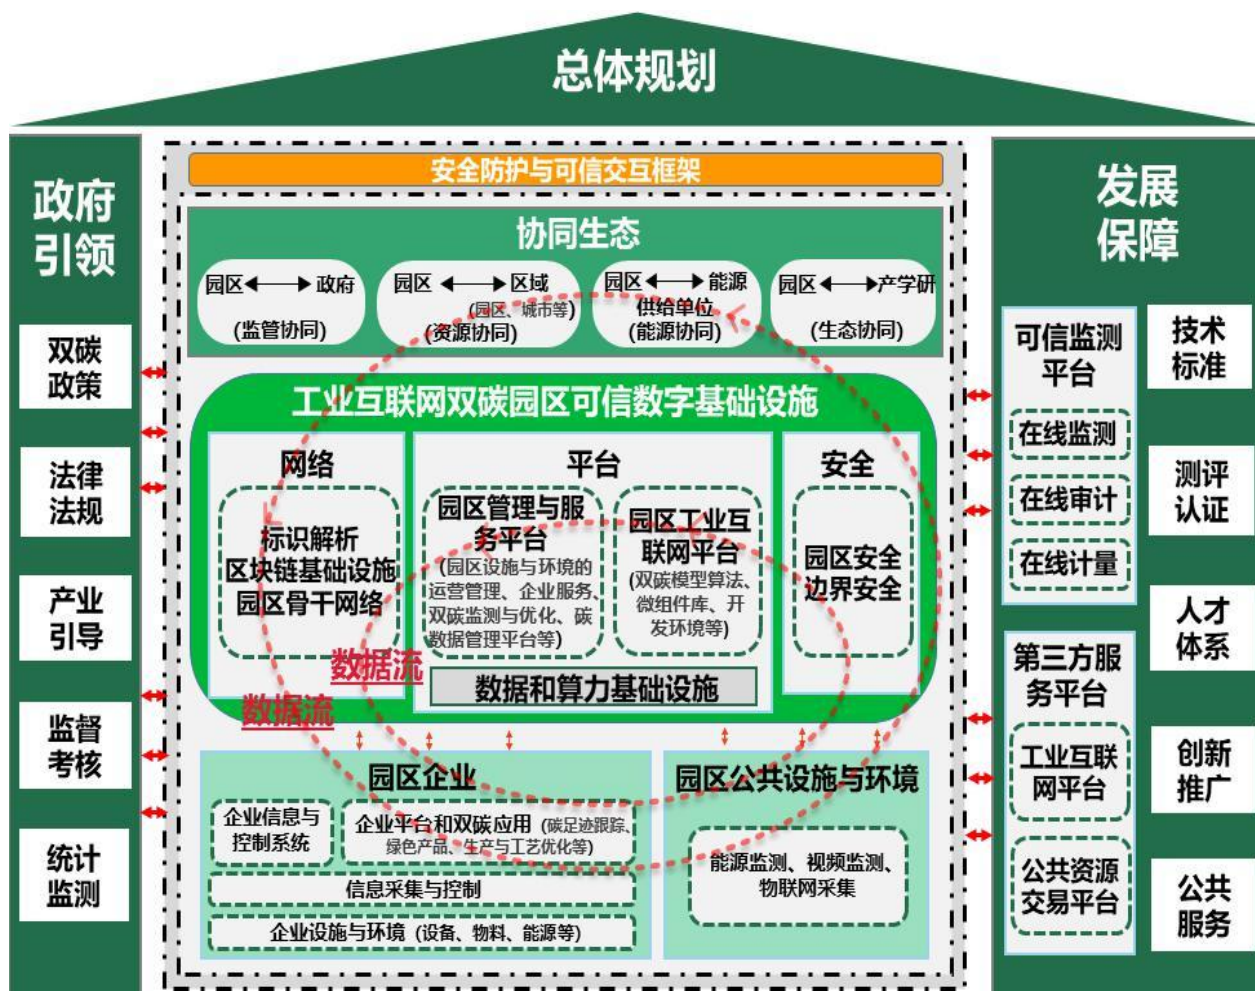 总体规划
政府
引领
双碳
政策
法律
法规
产业
引导
监督
考核
统计
监测
安全防护与可信交互框架
协同生态
园区 政府
(监管协同)
园区 区域
(园区、城市等)
(资源协同)
园区 能源
供给单位
(能源协同)
园区 产学研
(生态协同)
工业互联网双碳园区可信数字基础设施
网络
标识解析
区块链基础设施
园区骨干网络
平台
园区管理与服
务平台
(园区设施与环境的
运营管理、企业服务、
双碳监测与优化、碳
数据管理平台等)
园区工业互
联网平台
(双碳模型算法、
微组件库、开
发环境等)
数据和算力基础设施
安全
园区安全
边界安全
数据流
数据流
园区企业
企业信息与
控制系统
企业平台和双碳应用 (碳足迹跟踪、
绿色产品、生产与工艺优化等)
信息采集与控制
企业设施与环境 (设备、物料、能源等)
园区公共设施与环境
能源监测、视频监测、
物联网采集
发展
保障
可信监测
平台
在线监测
在线审计
在线计量
第三方服
务平台
工业互联
网平台
公共资源
交易平台
技术
标准
测评
认证
人才
体系
创新
推广
公共
服务